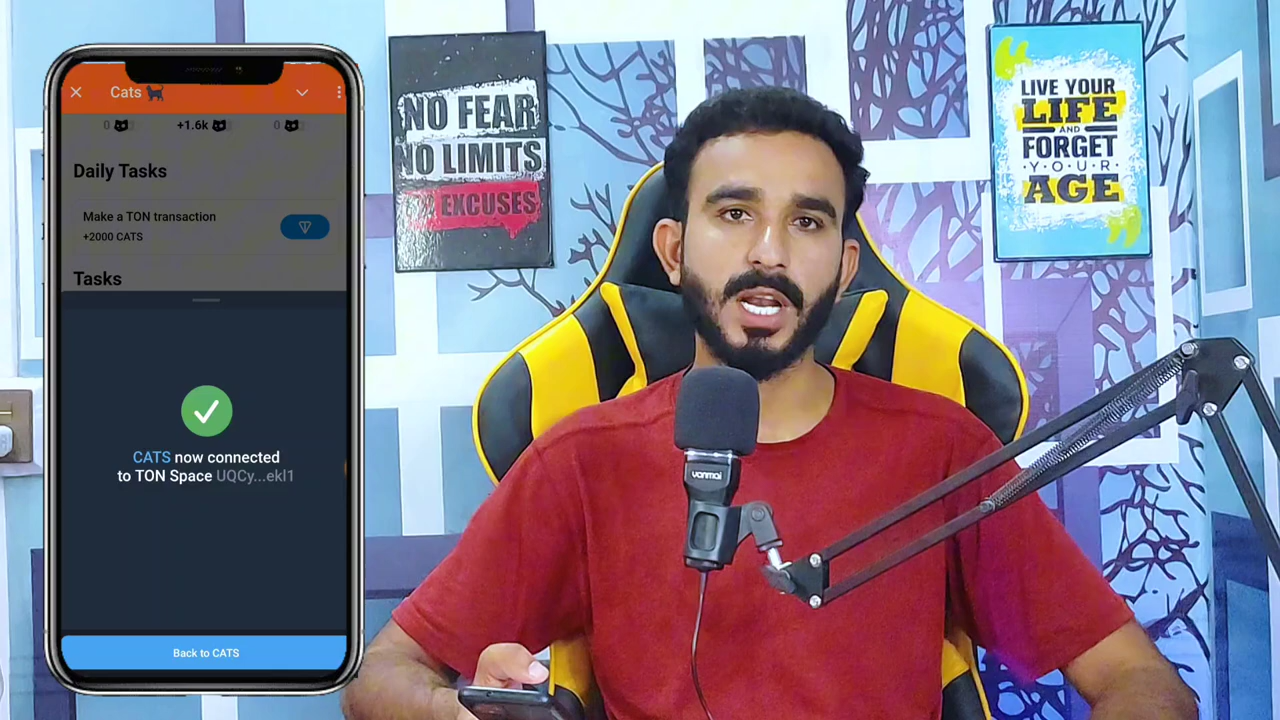 Cats
0
+1.6k
0
Daily Tasks
Make a TON transaction
+2000 CATS
Tasks
CATS now connected
to TON Space UQCy...ekl1
Back to CATS
NO FEAR
NO LIMITS
EXCUSES
LIVE YOUR
LIFE
AND
FORGET
YOUR
AGE
vanmai